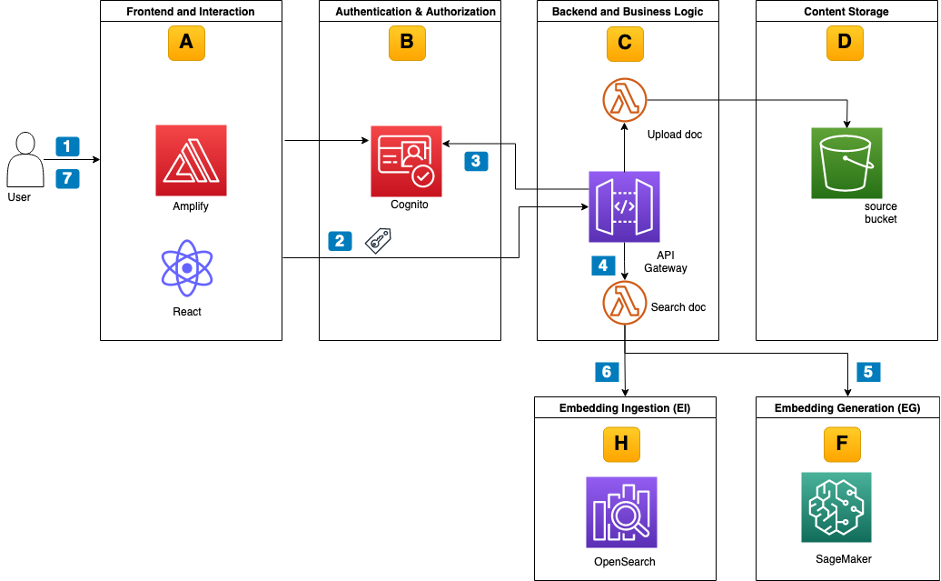 Frontend and Interaction
A
Authentication & Authorization
B
Backend and Business Logic
C
Content Storage
D
1
7
User
Amplify
React
2
Cognito
3
Upload doc
API
Gateway
4
Search doc
source
bucket
6
5
Embedding Ingestion (EI)
H
OpenSearch
Embedding Generation (EG)
F
SageMaker